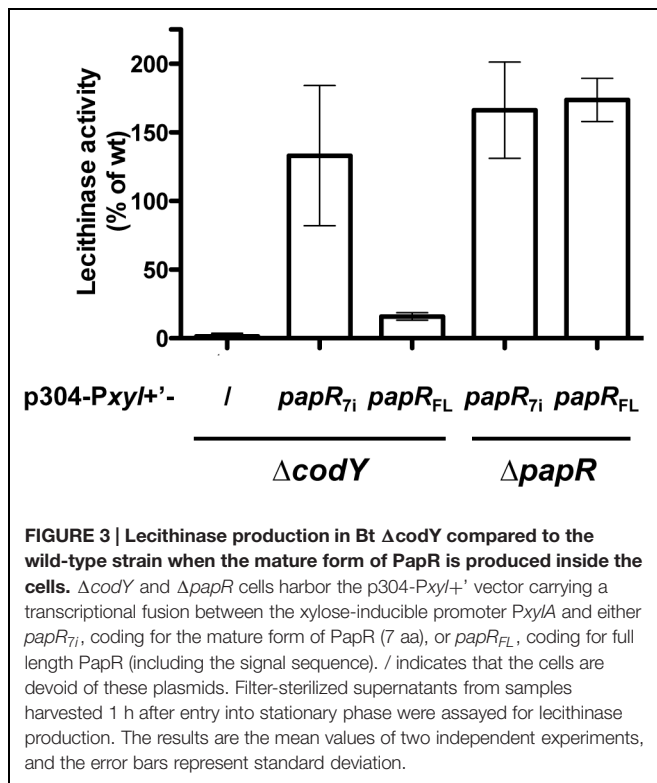 Lecithinase activity
(% of wt)
200
150
100
50
0
p304-Pxyl+’- / papR7i papRFL papR7i papRFL
ΔcodY ΔpapR
FIGURE 3 | Lecithinase production in Bt ΔcodY compared to the
wild-type strain when the mature form of PapR is produced inside the
cells. ΔcodY and ΔpapR cells harbor the p304-Pxyl+’ vector carrying a
transcriptional fusion between the xylose-inducible promoter PxylA and either
papR7i, coding for the mature form of PapR (7 aa), or papRFL, coding for full
length PapR (including the signal sequence). / indicates that the cells are
devoid of these plasmids. Filter-sterilized supernatants from samples
harvested 1 h after entry into stationary phase were assayed for lecithinase
production. The results are the mean values of two independent experiments,
and the error bars represent standard deviation.